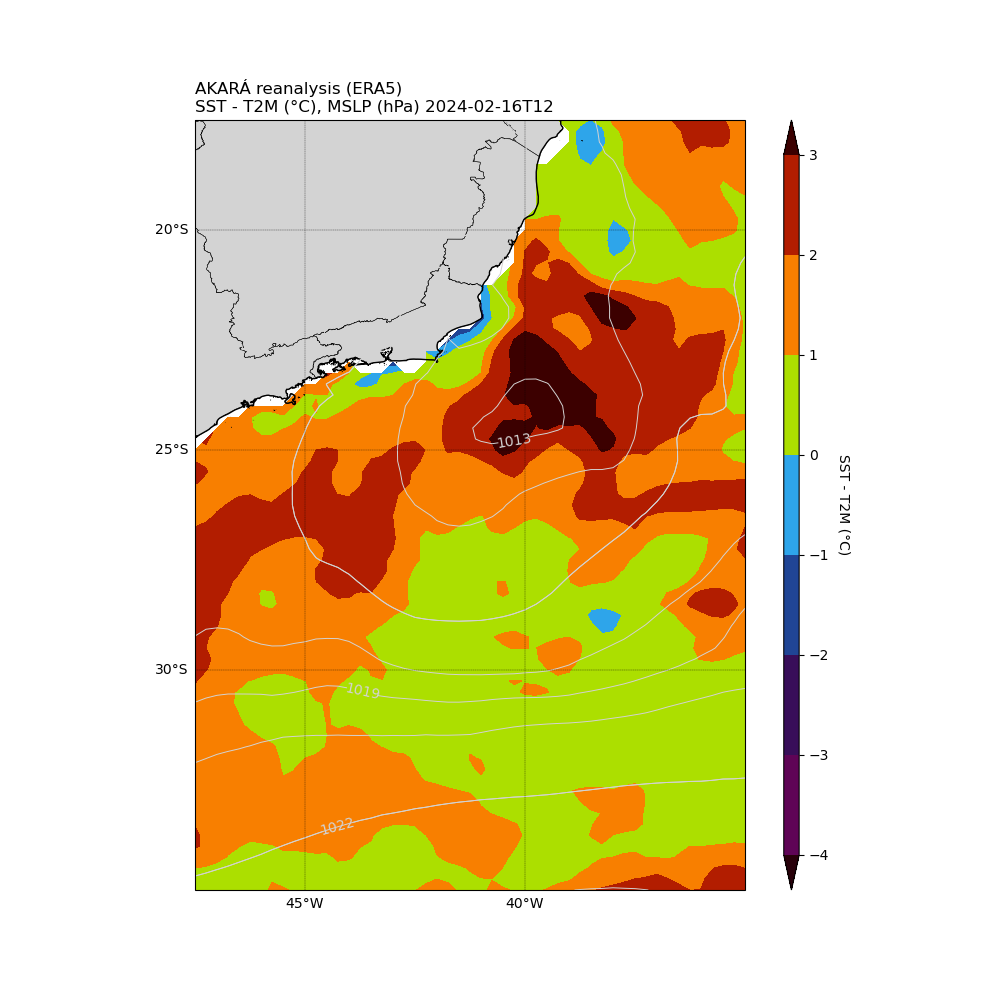 AKARÁ reanalysis (ERA5)
SST - T2M (°C), MSLP (hPa) 2024-02-16T12
20°S
25°S
30°S
45°W
40°W
1013
1019
1022
3
2
1
0
−1
−2
−3
−4
SST - T2M (°C)